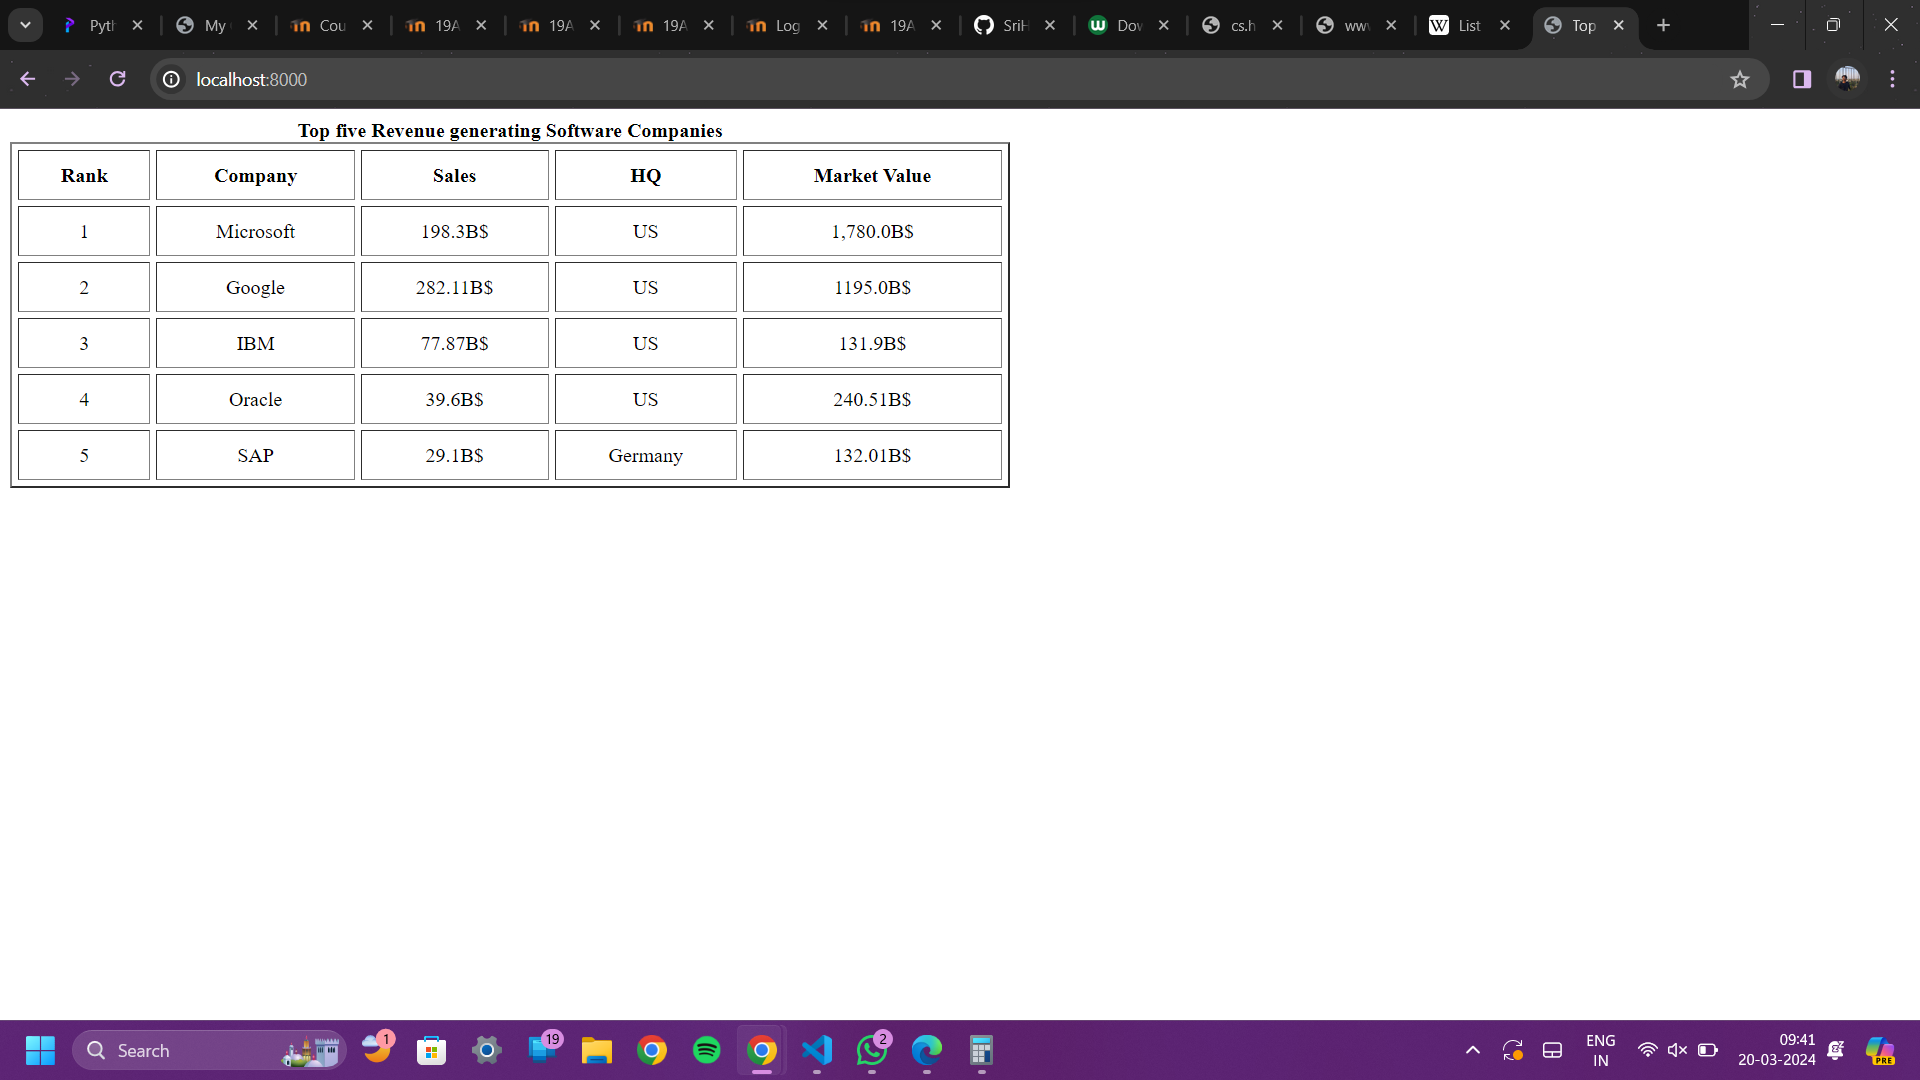 Pyth
My
Cou
19A
19A
19A
Log
19A
SriH
Dov
cs.h
List
Top
localhost:8000
Top five Revenue generating Software Companies
Rank Company Sales HQ Market Value
1 Microsoft 198.3B$ US 1,780.0B$
2 Google 282.11B$ US 1195.0B$
3 IBM 77.87B$ US 131.9B$
4 Oracle 39.6B$ US 240.51B$
5 SAP 29.1B$ Germany 132.01B$
Search
1
19
2
ENG
IN
09:41
20-03-2024
PRE